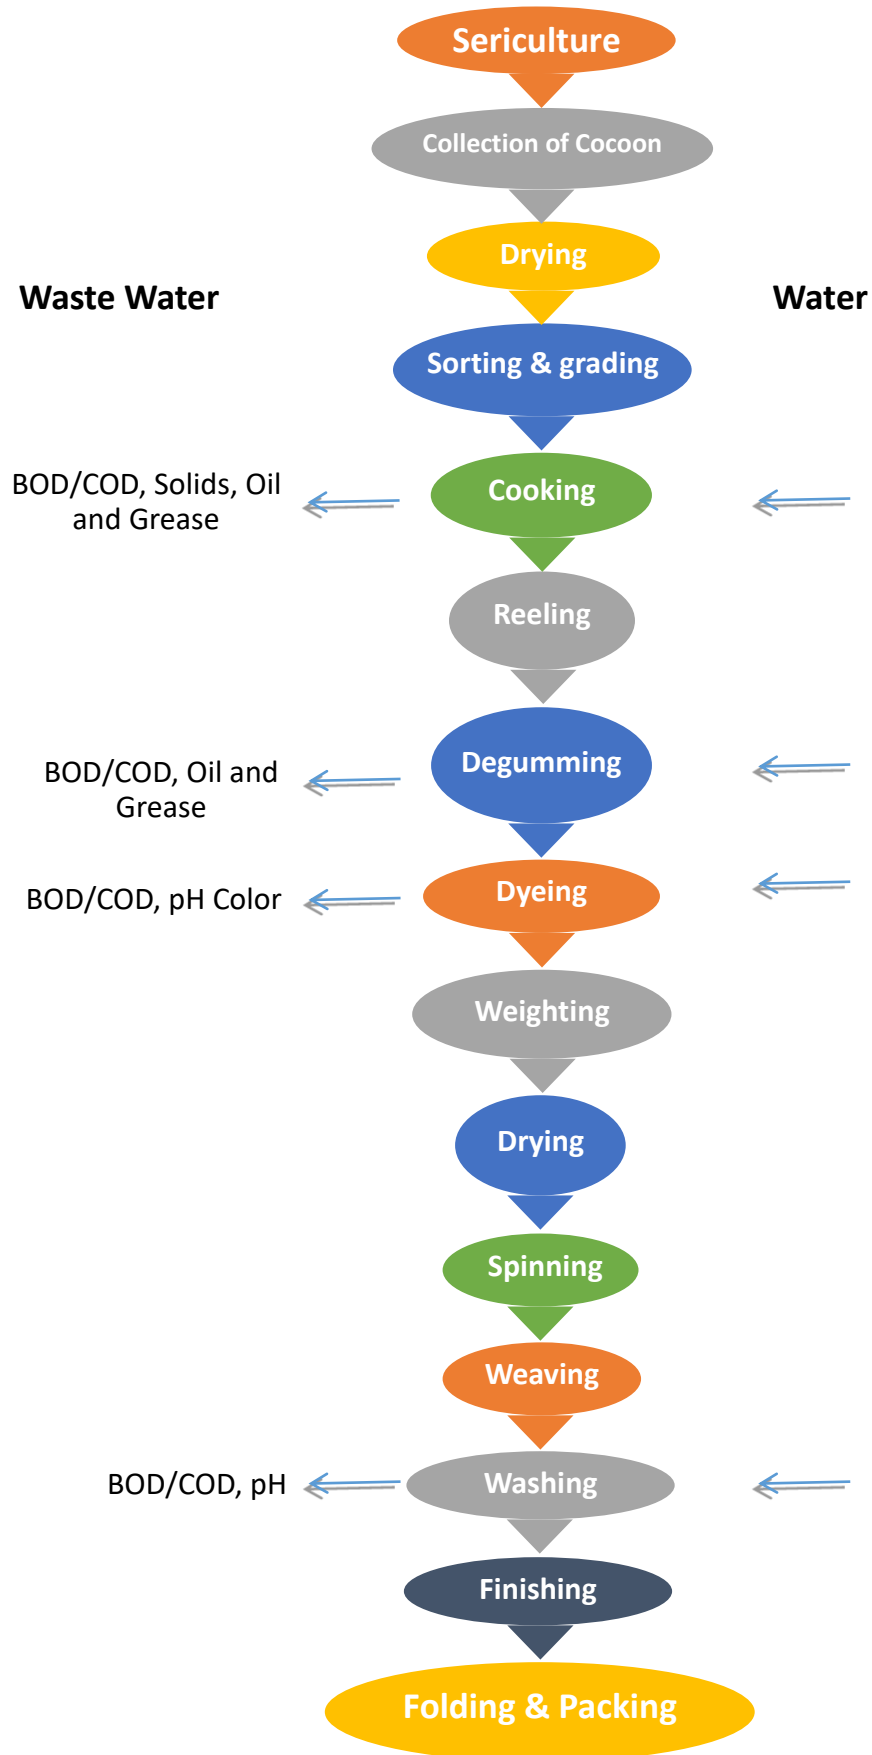 Sericulture
Collection of Cocoon
Drying
Waste Water
Water
Sorting & grading
BOD/COD, Solids, Oil
and Grease
Cooking
Reeling
BOD/COD, Oil and
Grease
Degumming
BOD/COD, pH Color
Dyeing
Weighting
Drying
Spinning
Weaving
BOD/COD, pH
Washing
Finishing
Folding & Packing